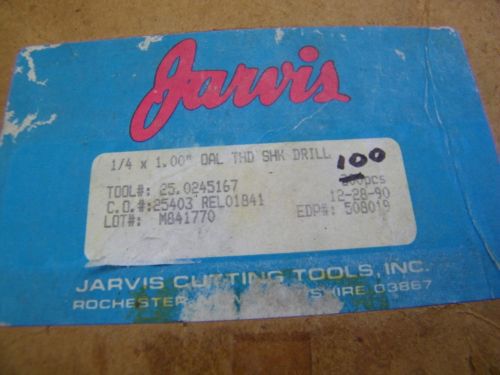 Jarvis
1/4 x 1.00" OAL THD SHK DRILL
100
TOOL#: 25.0245167 pcs
C.O.#:25403 REL01841 12-28-90
LOT#: M841770 EDP#: 508019
JARVIS CUTTING TOOLS, INC.
ROCHESTER SHIRE 03867